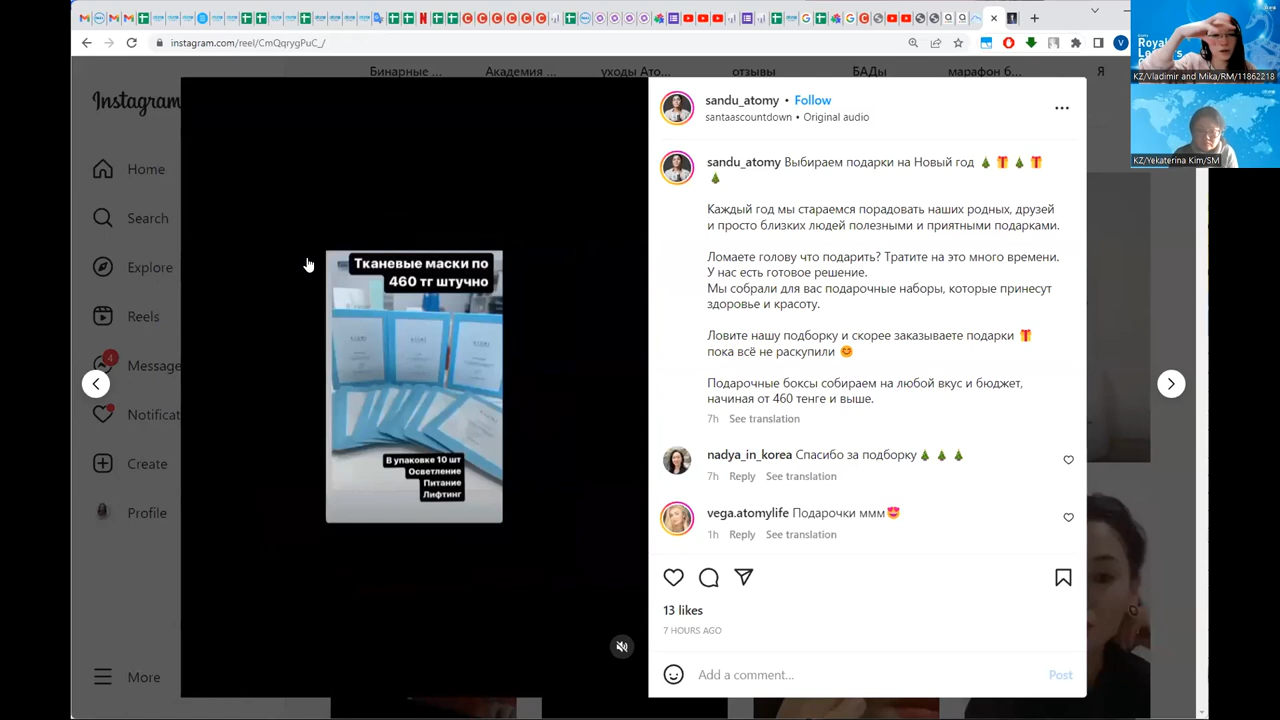 instagram.com/reel/CmQqrygPuC_/
V
KZ/Vladimir and Mika/RM/11862218
KZ/Yekaterina Kim/SM
Бинарные ...
Академия ...
уходы Ато...
отзывы
БАДы
марафон б...
Я
Instagram
Home
Search
Explore
Reels
4
Message
Notificat
Create
Profile
More
Тканевые маски по
460 тг штучно
В упаковке 10 шт
Осветление
Питание
Лифтинг
sandu_atomy • Follow
santaascountdown • Original audio
sandu_atomy Выбираем подарки на Новый год 🎄 🎁 🎄 🎁
🎄
Каждый год мы стараемся порадовать наших родных, друзей
и просто близких людей полезными и приятными подарками.
Ломаете голову что подарить? Тратите на это много времени.
У нас есть готовое решение.
Мы собрали для вас подарочные наборы, которые принесут
здоровье и красоту.
Ловите нашу подборку и скорее заказываете подарки 🎁
пока всё не раскупили 😊
Подарочные боксы собираем на любой вкус и бюджет,
начиная от 460 тенге и выше.
7h See translation
nadya_in_korea Спасибо за подборку🎄 🎄 🎄
7h Reply See translation
vega.atomylife Подарочки ммм😍
1h Reply See translation
13 likes
7 HOURS AGO
Add a comment...
Post